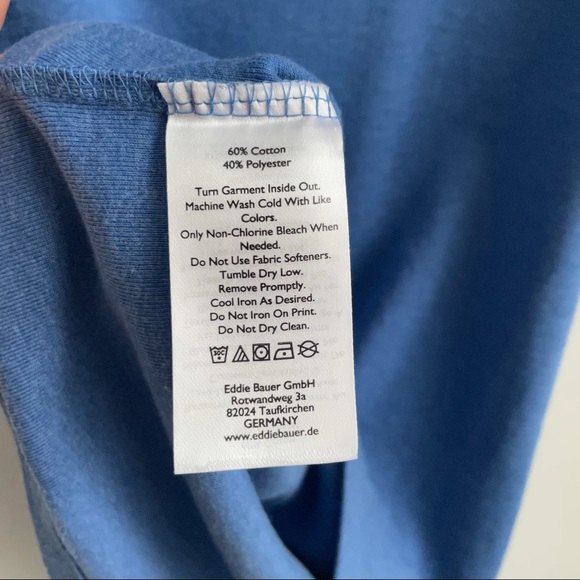 60% Cotton
40% Polyester
Turn Garment Inside Out.
Machine Wash Cold With Like
Colors.
Only Non-Chlorine Bleach When
Needed.
Do Not Use Fabric Softeners.
Tumble Dry Low.
Remove Promptly.
Cool Iron As Desired.
Do Not Iron On Print.
Do Not Dry Clean.
30C
Eddie Bauer GmbH
Rotwandweg 3a
82024 Taufkirchen
GERMANY
www.eddiebauer.de